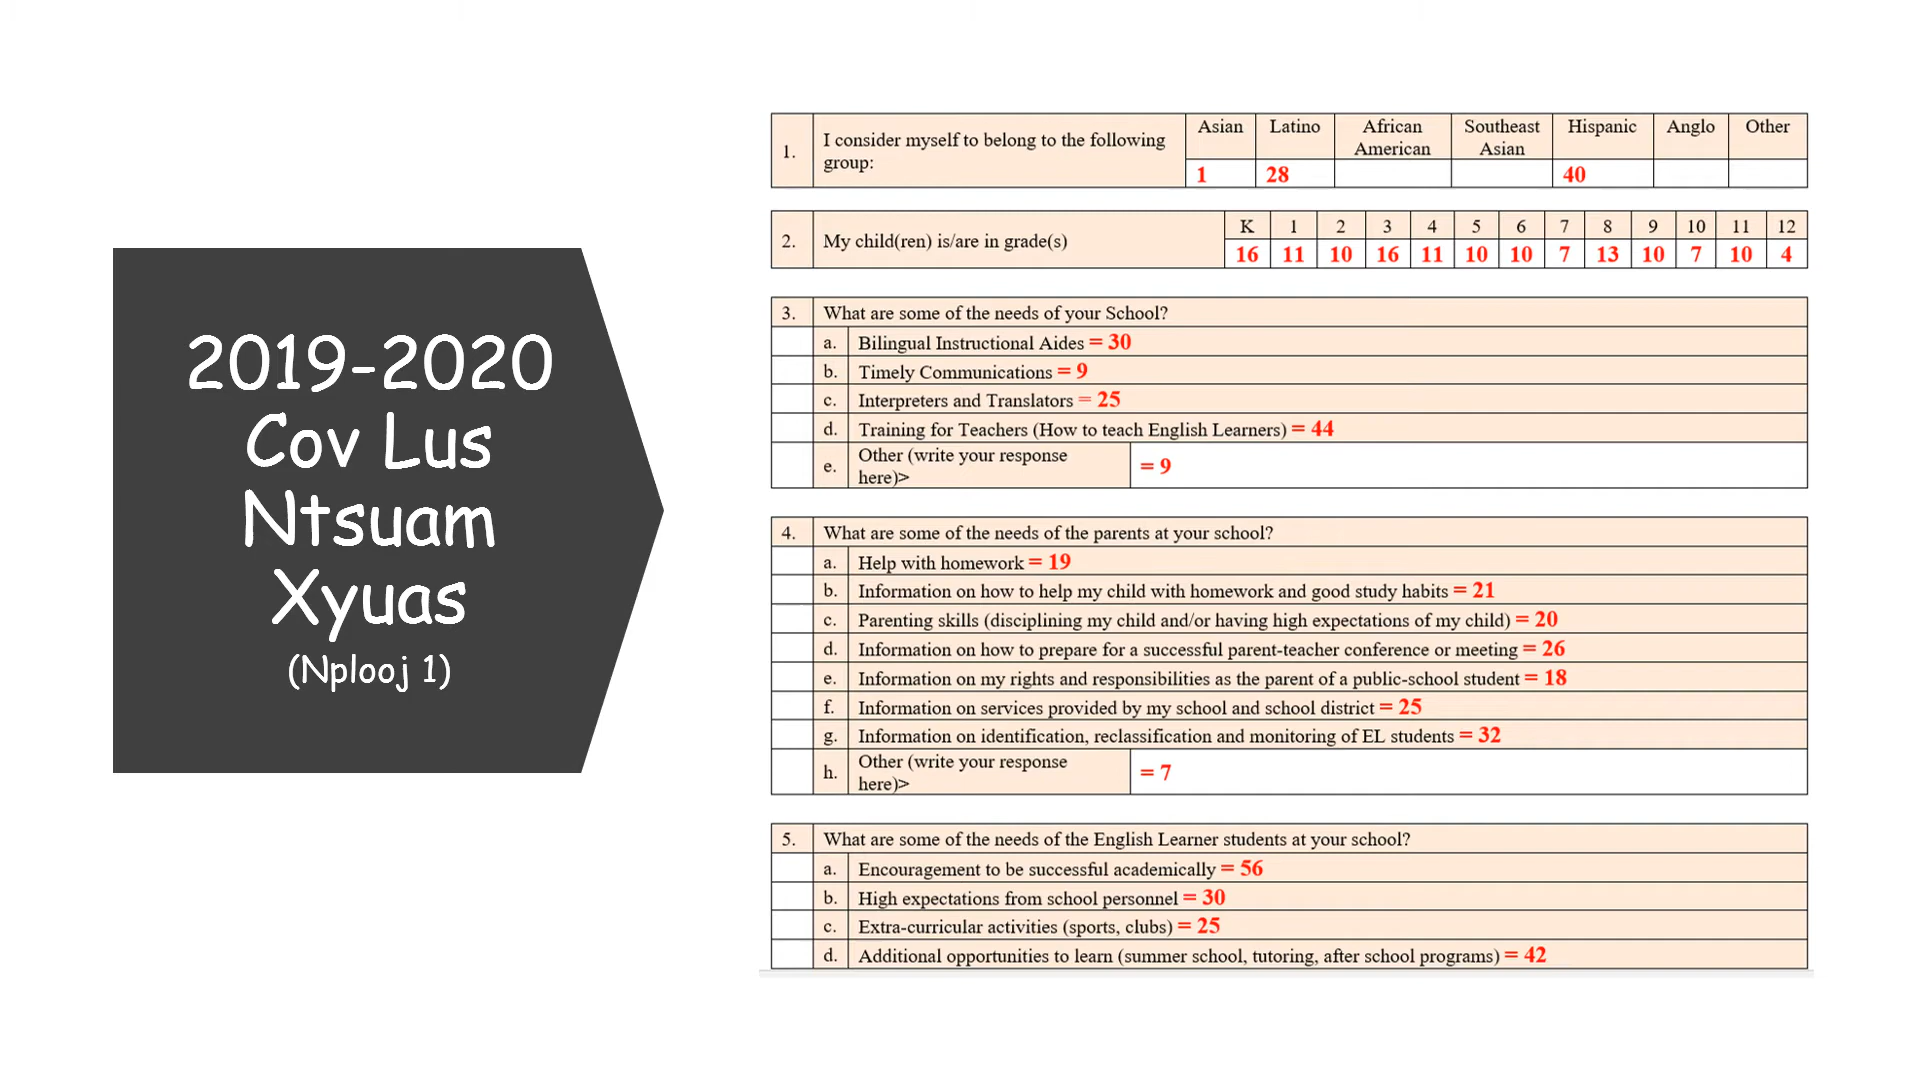 2019-2020
Cov Lus
Ntsuam
Xyuas
(Nplooj 1)
1. I consider myself to belong to the following group: Asian Latino African American Southeast Asian Hispanic Anglo Other
1 28 40
2. My child(ren) is/are in grade(s) K 1 2 3 4 5 6 7 8 9 10 11 12
16 11 10 16 11 10 10 7 13 10 7 10 4
3. What are some of the needs of your School?
a. Bilingual Instructional Aides = 30
b. Timely Communications = 9
c. Interpreters and Translators = 25
d. Training for Teachers (How to teach English Learners) = 44
e. Other (write your response here)> = 9
4. What are some of the needs of the parents at your school?
a. Help with homework = 19
b. Information on how to help my child with homework and good study habits = 21
c. Parenting skills (disciplining my child and/or having high expectations of my child) = 20
d. Information on how to prepare for a successful parent-teacher conference or meeting = 26
e. Information on my rights and responsibilities as the parent of a public-school student = 18
f. Information on services provided by my school and school district = 25
g. Information on identification, reclassification and monitoring of EL students = 32
h. Other (write your response here)> = 7
5. What are some of the needs of the English Learner students at your school?
a. Encouragement to be successful academically = 56
b. High expectations from school personnel = 30
c. Extra-curricular activities (sports, clubs) = 25
d. Additional opportunities to learn (summer school, tutoring, after school programs) = 42